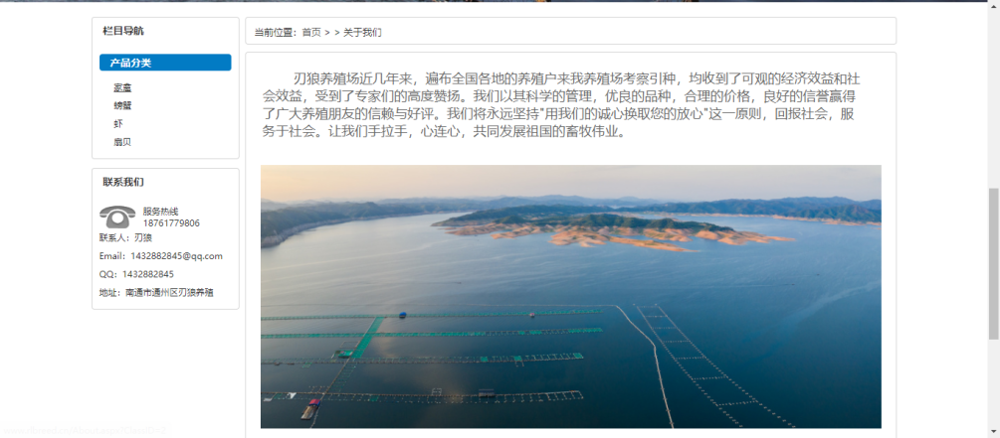 栏目导航
产品分类
家禽
螃蟹
虾
扇贝
联系我们
服务热线
18761779806
联系人：刃狼
Email：1432882845@qq.com
QQ：1432882845
地址：南通市通州区刃狼养殖
当前位置：首页 > > 关于我们
刃狼养殖场近几年来，遍布全国各地的养殖户来我养殖场考察引种，均收到了可观的经济效益和社
会效益，受到了专家们的高度赞扬。我们以其科学的管理，优良的品种，合理的价格，良好的信誉赢得
了广大养殖朋友的信赖与好评。我们将永远坚持"用我们的诚心换取您的放心"这一原则，回报社会，服
务于社会。让我们手拉手，心连心，共同发展祖国的畜牧伟业。